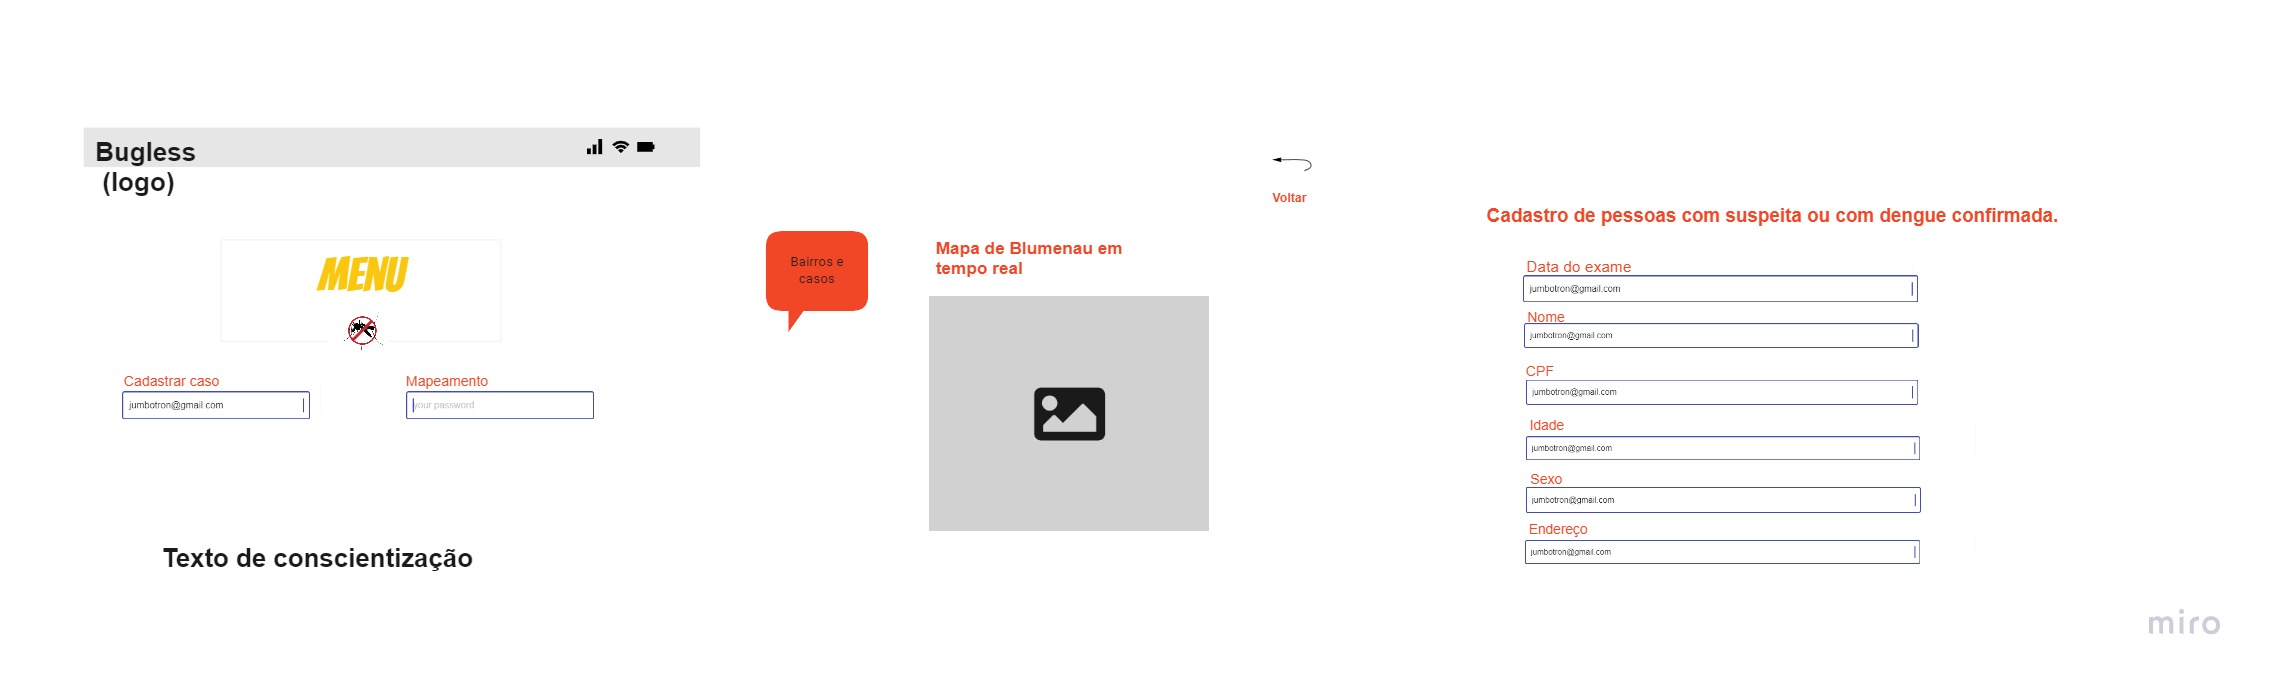 Bugless
(logo)
MENU
Cadastrar caso
jumbotron@gmail.com
Mapeamento
your password
Texto de conscientização
Bairros e
casos
Mapa de Blumenau em
tempo real
Voltar
Cadastro de pessoas com suspeita ou com dengue confirmada.
Data do exame
jumbotron@gmail.com
Nome
jumbotron@gmail.com
CPF
jumbotron@gmail.com
Idade
jumbotron@gmail.com
Sexo
jumbotron@gmail.com
Endereço
jumbotron@gmail.com
miro